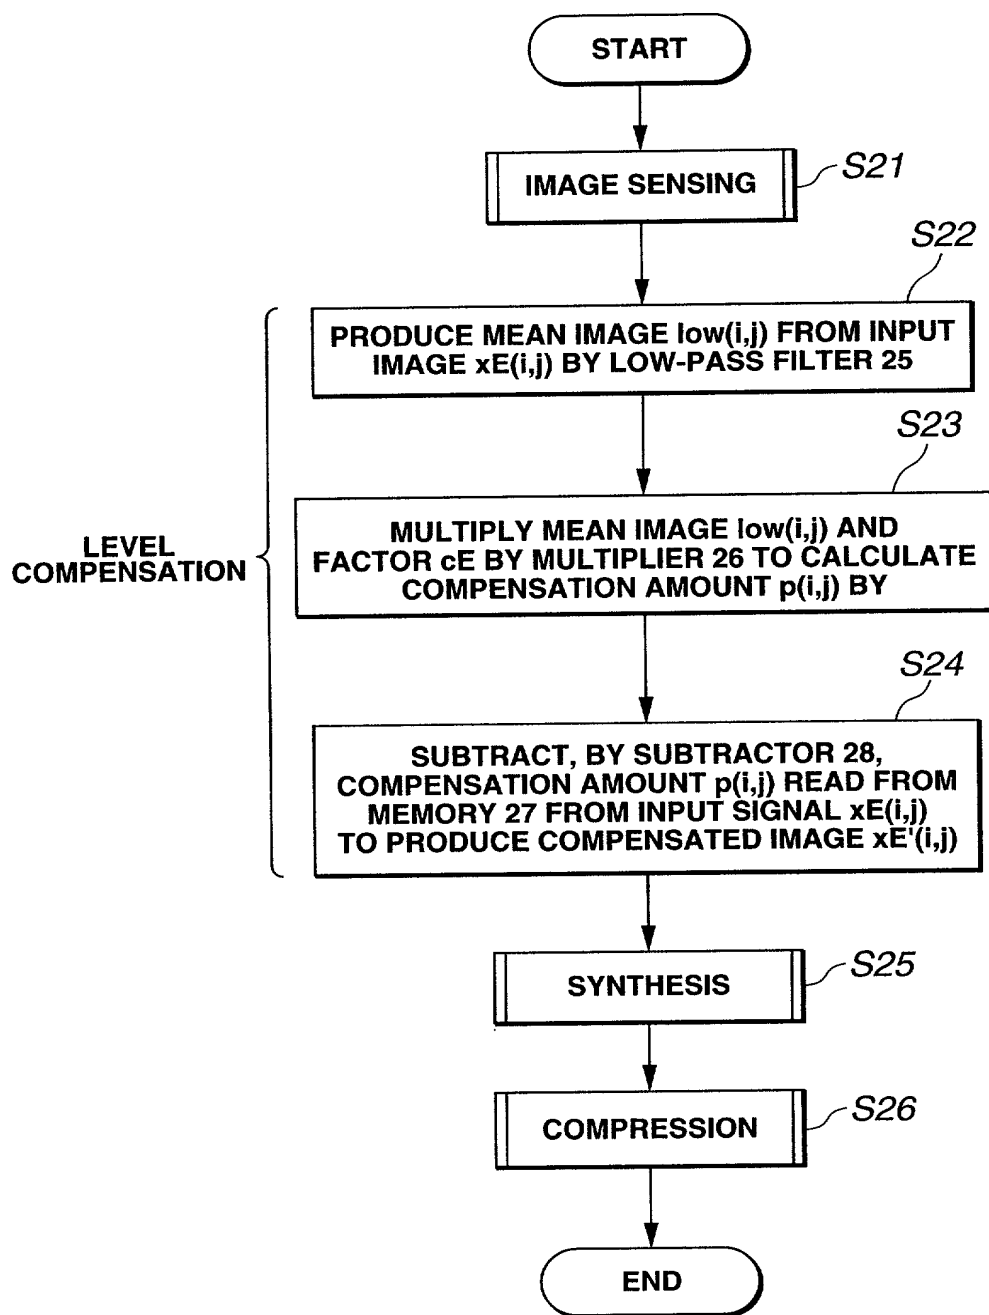 START
IMAGE SENSING
S21
S22
PRODUCE MEAN IMAGE low(i,j) FROM INPUT
IMAGE xE(i,j) BY LOW-PASS FILTER 25
S23
MULTIPLY MEAN IMAGE low(i,j) AND
FACTOR cE BY MULTIPLIER 26 TO CALCULATE
COMPENSATION AMOUNT p(i,j) BY
LEVEL
COMPENSATION
S24
SUBTRACT, BY SUBTRACTOR 28,
COMPENSATION AMOUNT p(i,j) READ FROM
MEMORY 27 FROM INPUT SIGNAL xE(i,j)
TO PRODUCE COMPENSATED IMAGE xE'(i,j)
SYNTHESIS
S25
COMPRESSION
S26
END